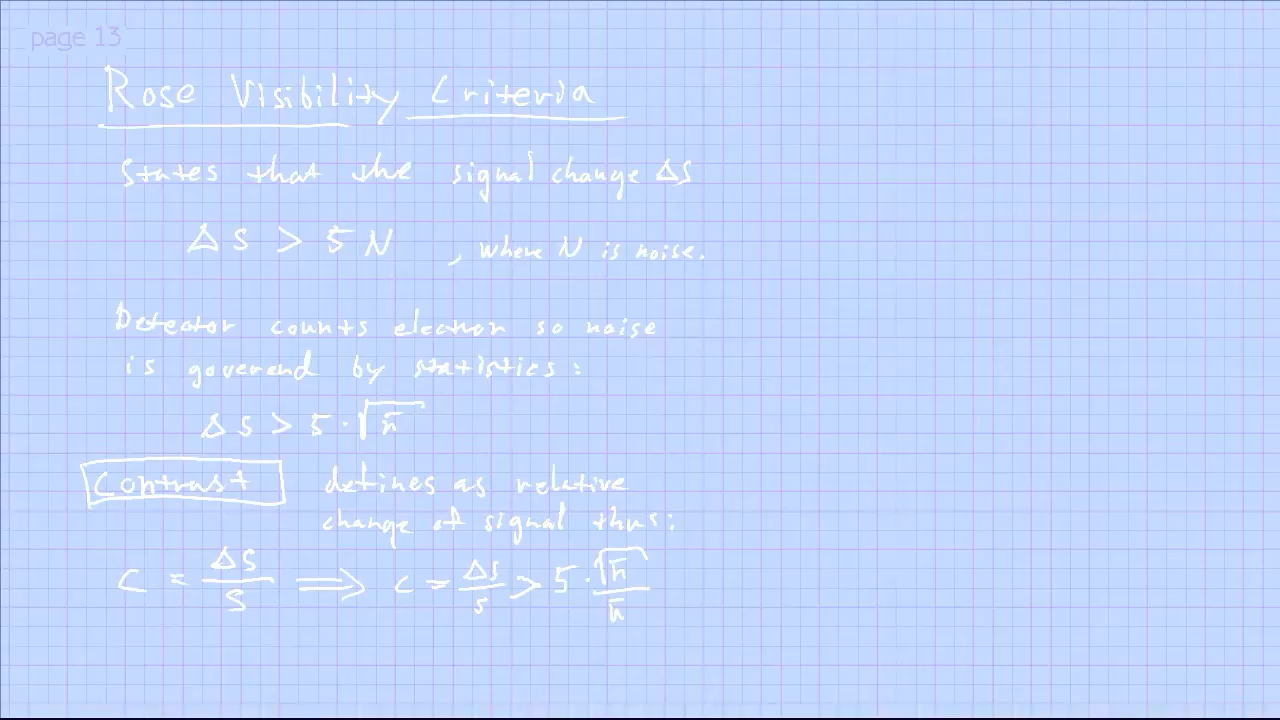 page 13
Rose Visibility Criteria
States that the signal change ΔS
ΔS > 5N , where N is noise.
Detector counts electron so noise
is goverend by statistics:
ΔS > 5·√n̄
Contrast defines as relative
change of signal thus:
C = ΔS/S ⟹ C = ΔS/S > 5·√n̄/n̄